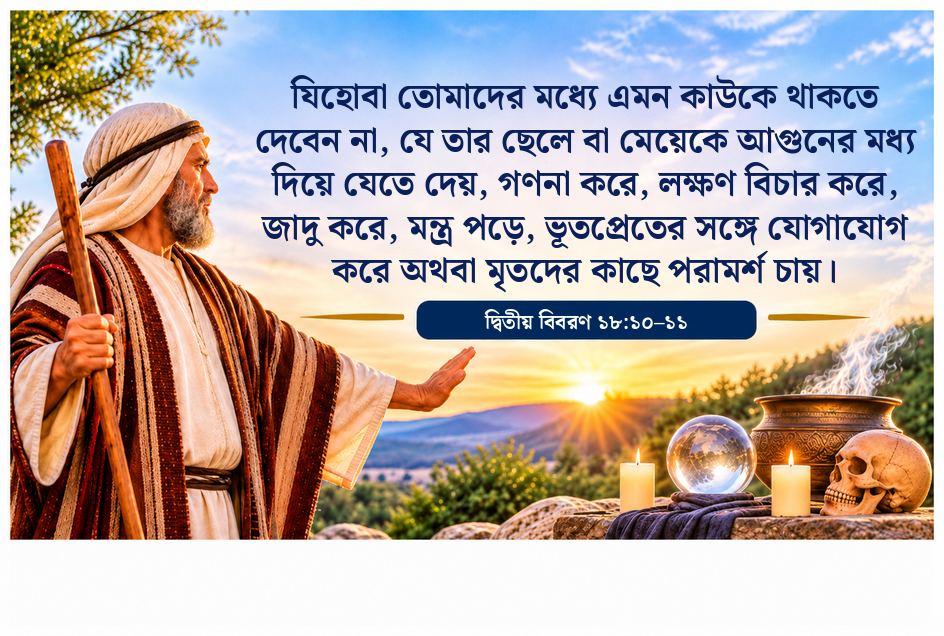 যিহোবা তোমাদের মধ্যে এমন কাউকে থাকতে
দেবেন না, যে তার ছেলে বা মেয়েকে আগুনের মধ্য
দিয়ে যেতে দেয়, গণনা করে, লক্ষণ বিচার করে,
জাদু করে, মন্ত্র পড়ে, ভূতপ্রেতের সঙ্গে যোগাযোগ
করে অথবা মৃতদের কাছে পরামর্শ চায়।
দ্বিতীয় বিবরণ ১৮:১০–১১